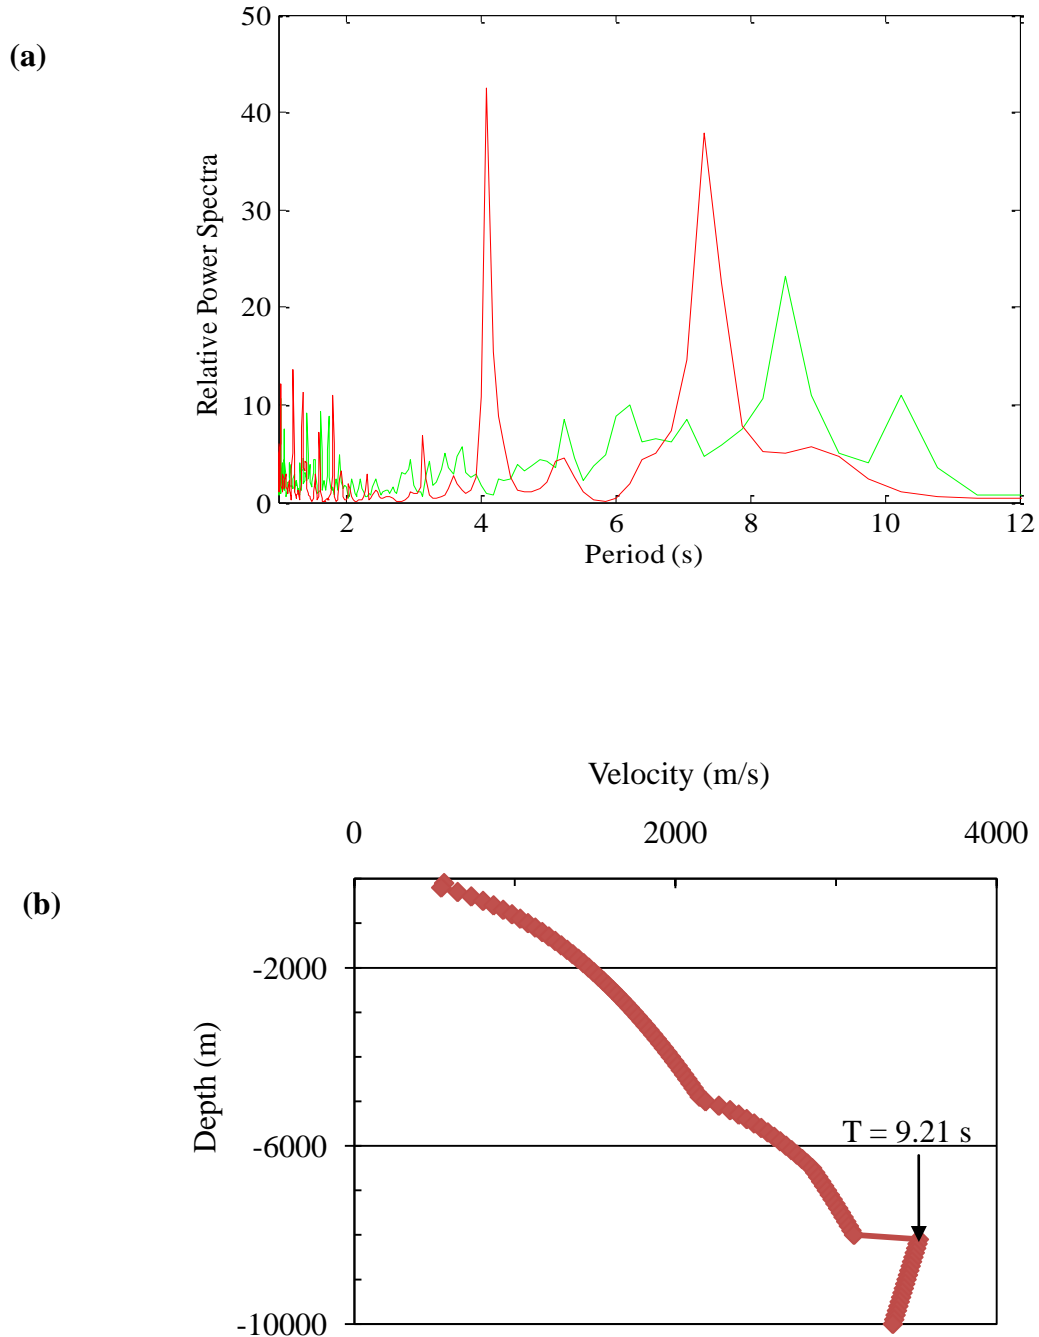 (a)
50
40
30
20
10
0
Relative Power Spectra
2 4 6 8 10 12
Period (s)
Velocity (m/s)
0 2000 4000
(b)
-2000
-6000
-10000
Depth (m)
T = 9.21 s